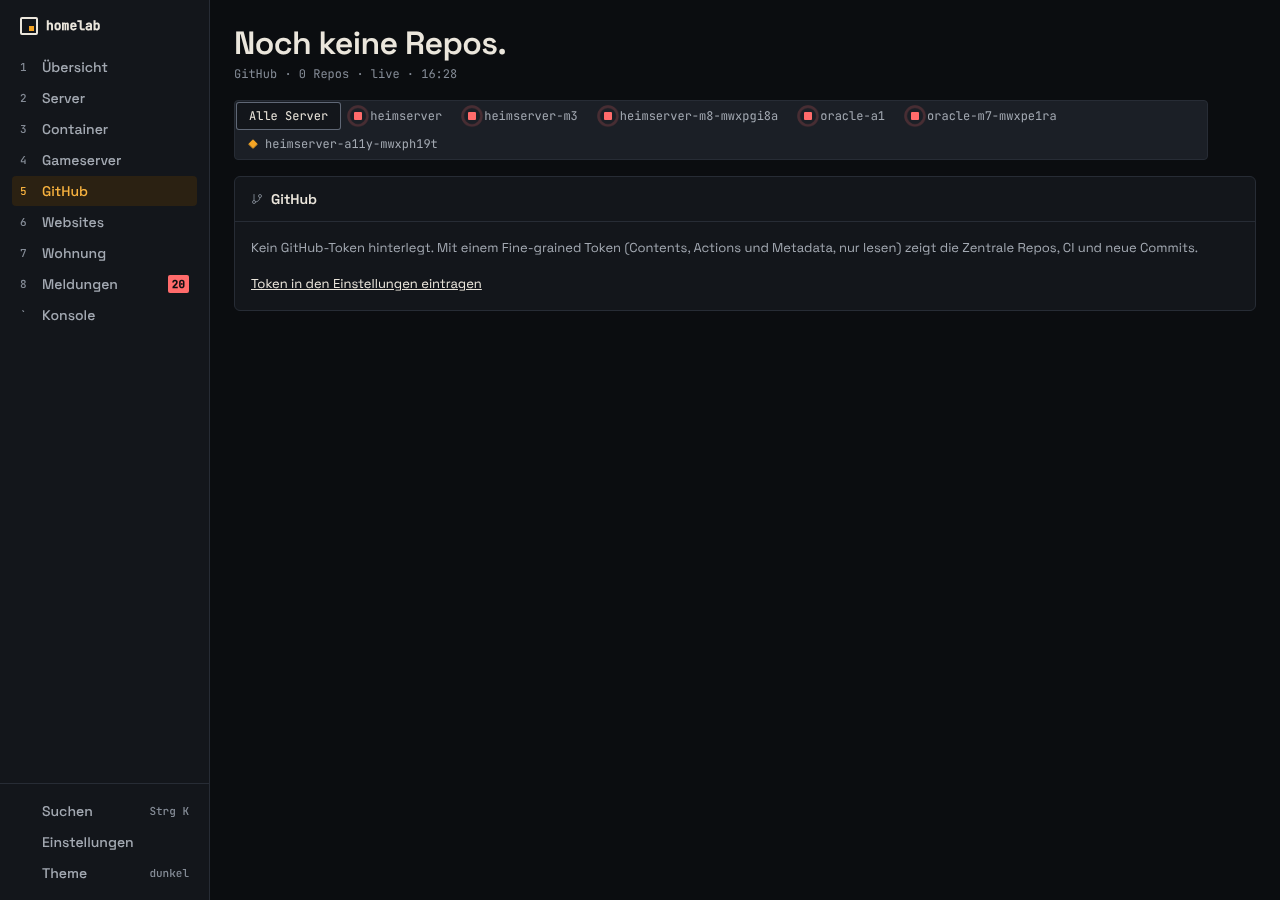 homelab
1 Übersicht
2 Server
3 Container
4 Gameserver
5 GitHub
6 Websites
7 Wohnung
8 Meldungen 20
` Konsole
Suchen Strg K
Einstellungen
Theme dunkel
Noch keine Repos.
GitHub · 0 Repos · live · 16:28
Alle Server heimserver heimserver-m3 heimserver-m8-mwxpgi8a oracle-a1 oracle-m7-mwxpe1ra
heimserver-a11y-mwxph19t
GitHub
Kein GitHub-Token hinterlegt. Mit einem Fine-grained Token (Contents, Actions und Metadata, nur lesen) zeigt die Zentrale Repos, CI und neue Commits.
Token in den Einstellungen eintragen